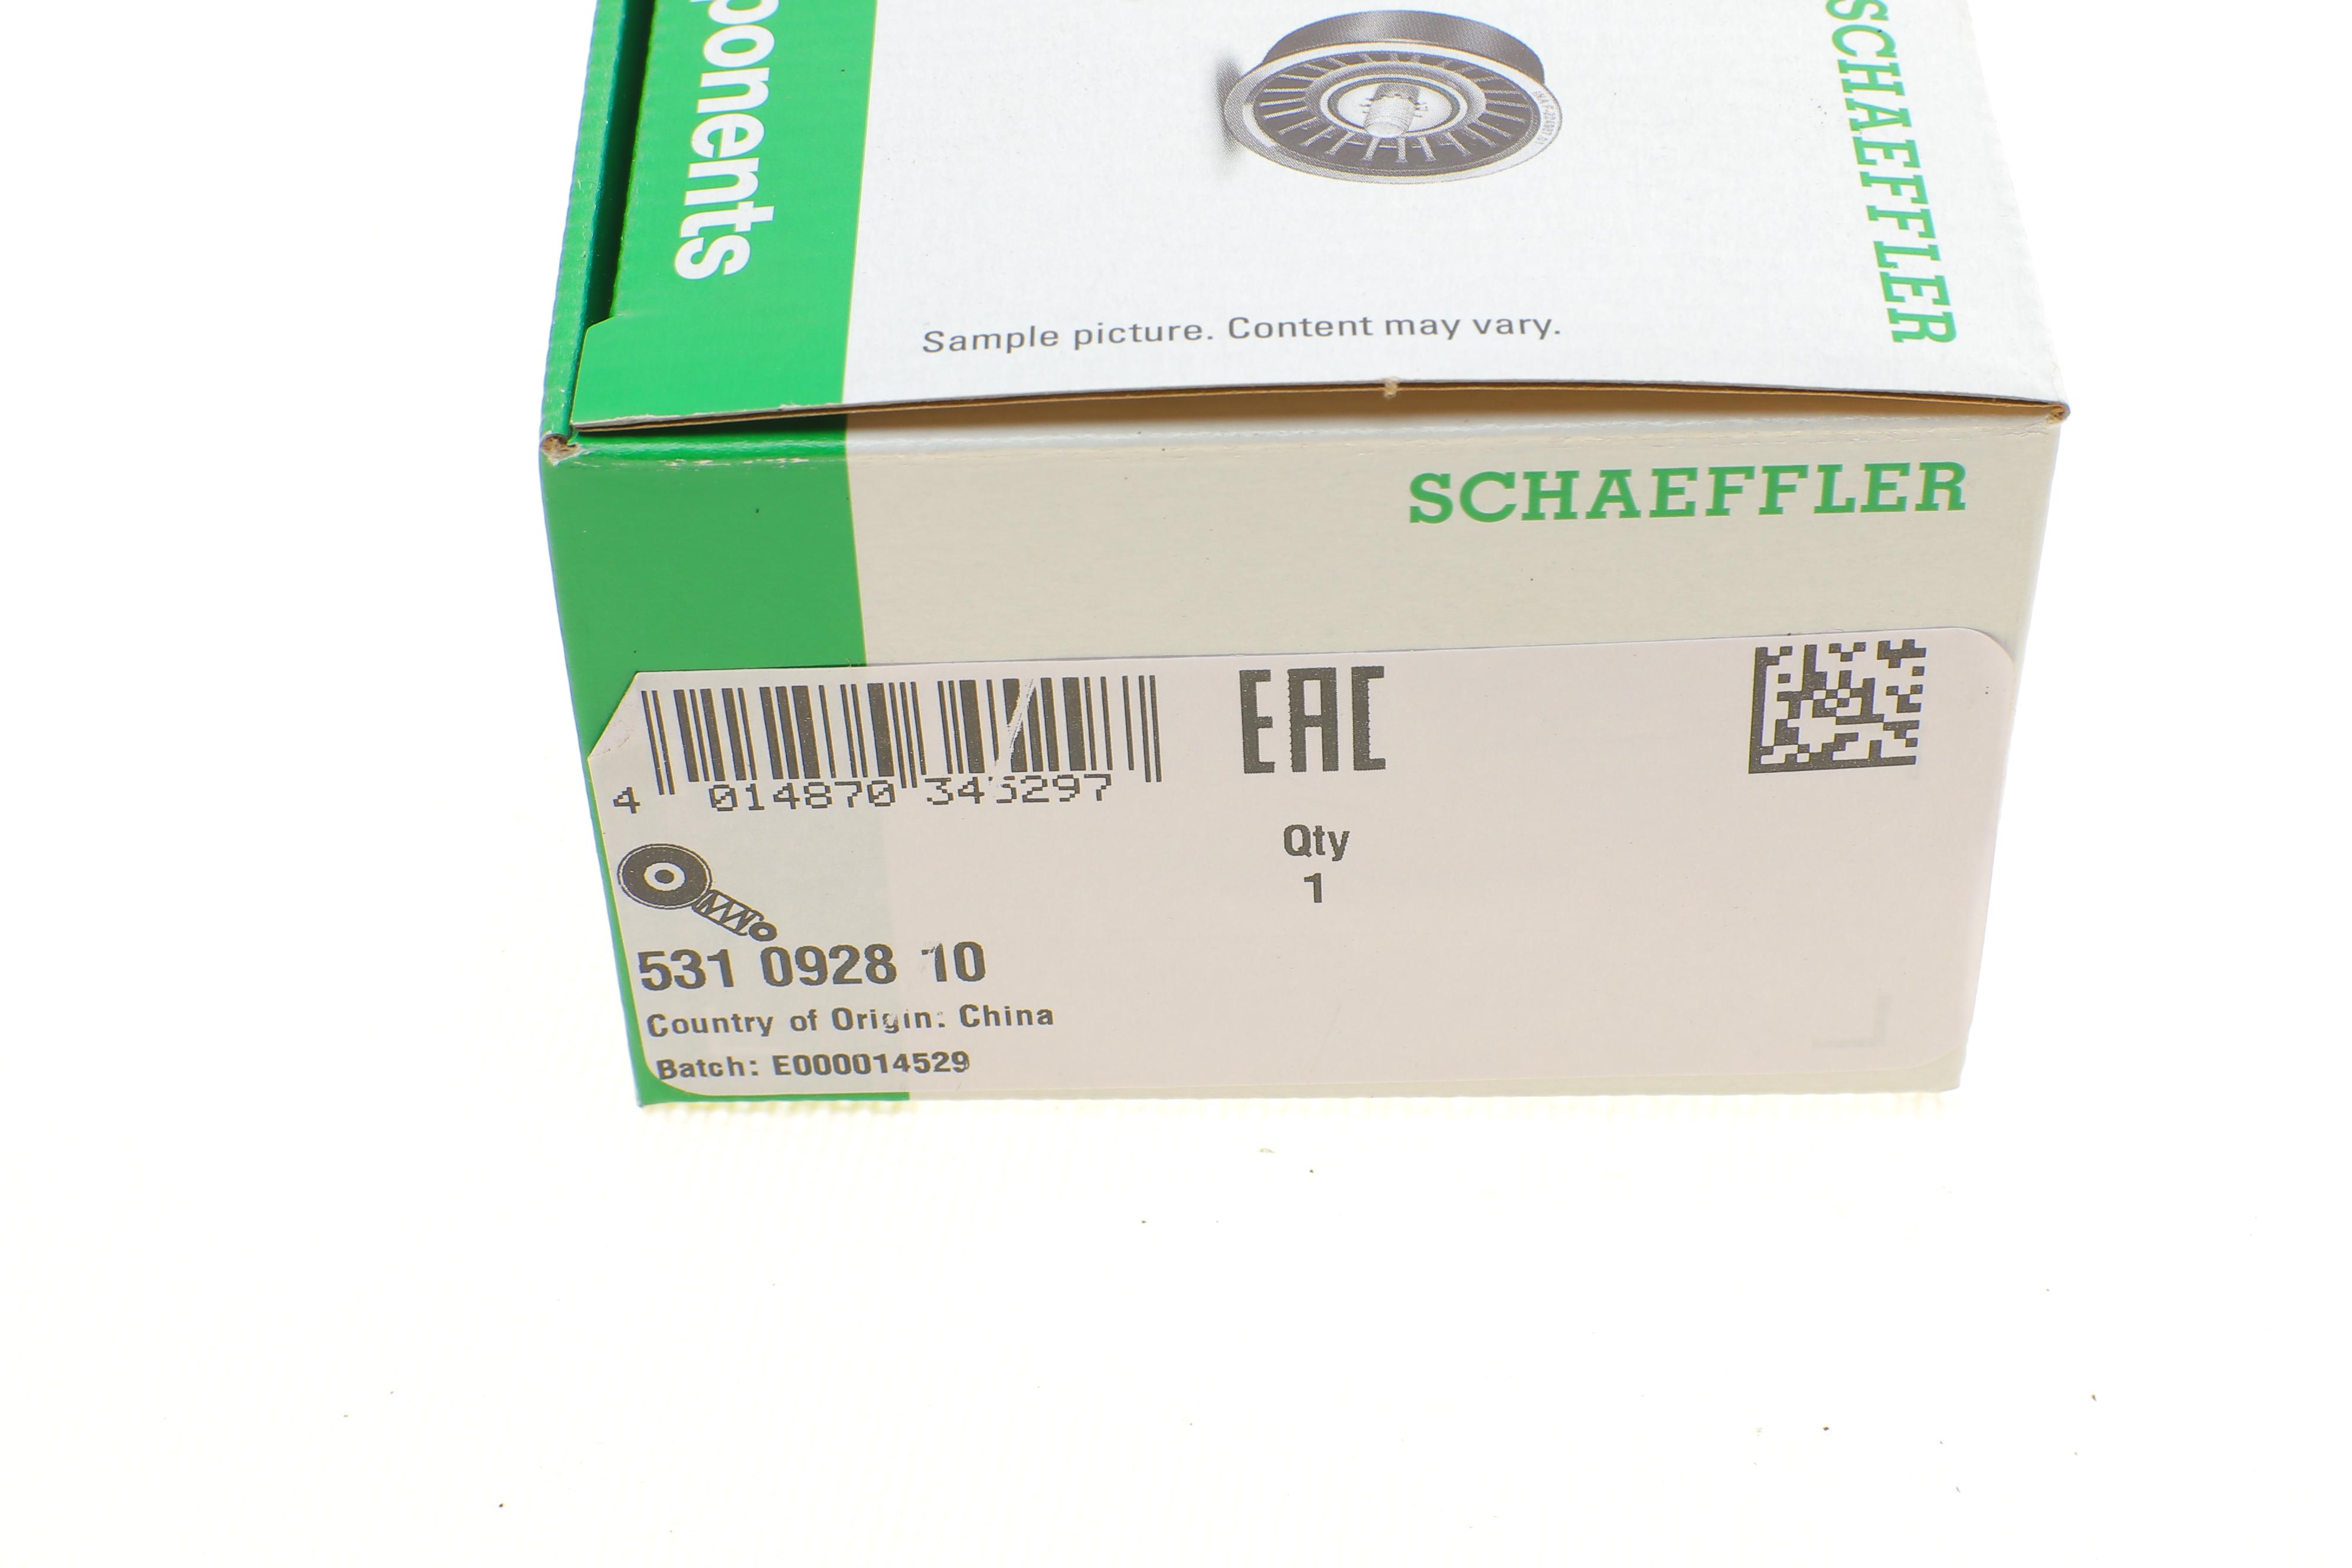 ponents
SCHAEFFLER
Sample picture. Content may vary.
SCHAEFFLER
4 014870 345297
EAC
Qty
1
531 0928 10
Country of Origin: China
Batch: E000014529